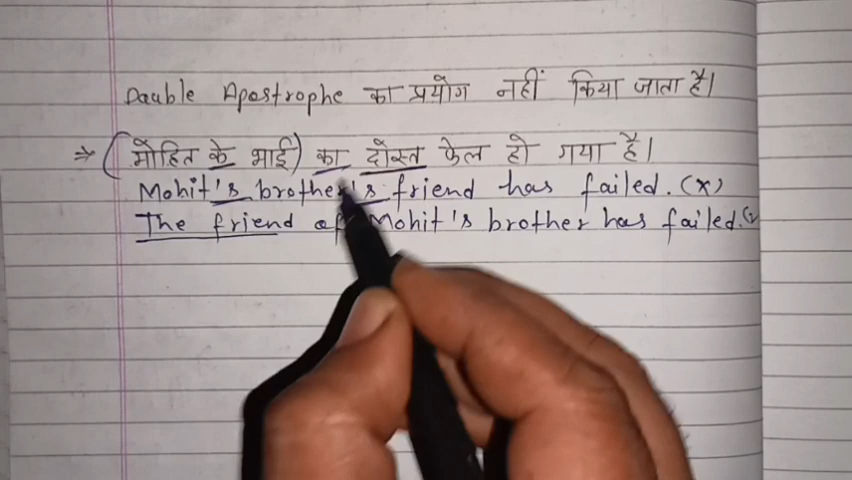 Double Apostrophe का प्रयोग नहीं किया जाता है।
⇒ (मोहित के भाई) का दोस्त फेल हो गया है।
Mohit's brother's friend has failed. (x)
The friend of Mohit's brother has failed.